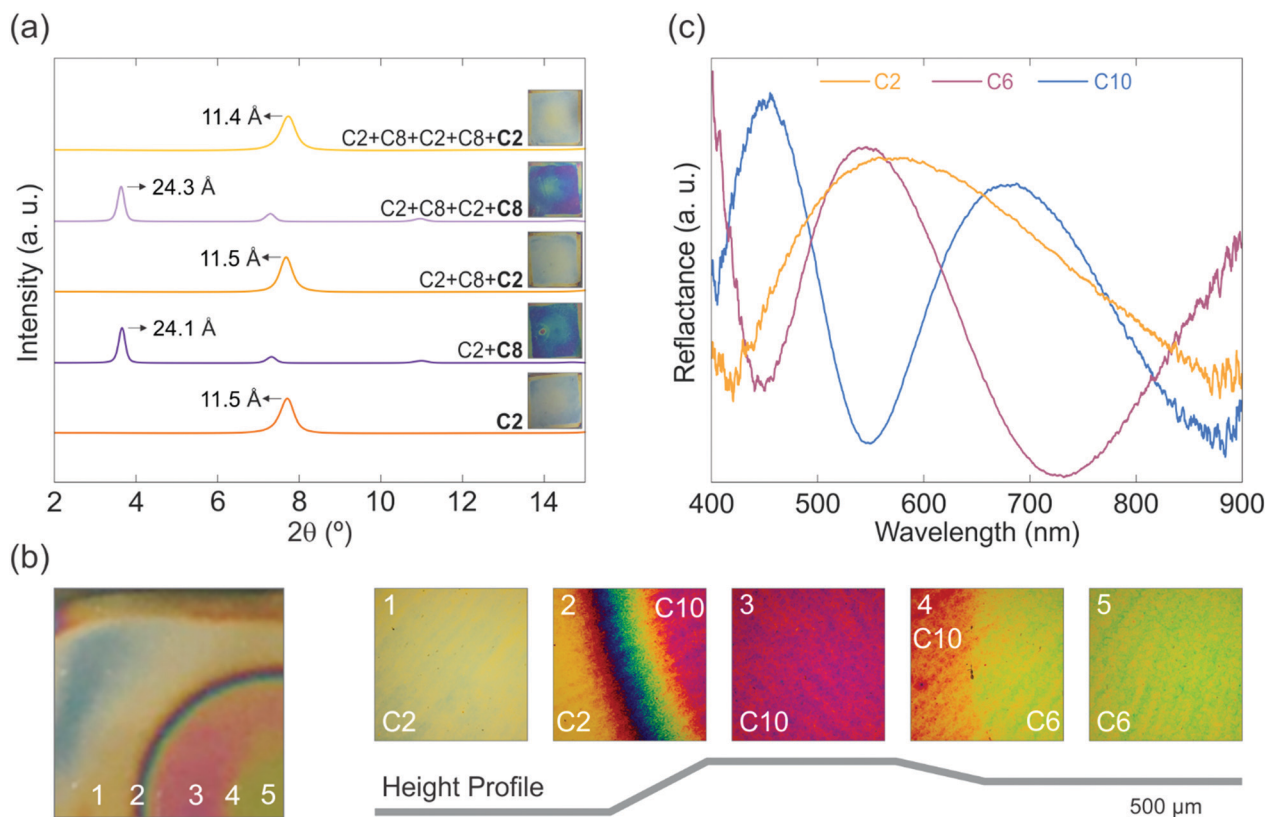 (a)
Intensity (a. u.)
11.4 Å
C2+C8+C2+C8+C2
24.3 Å
C2+C8+C2+C8
11.5 Å
C2+C8+C2
24.1 Å
C2+C8
11.5 Å
C2
2 4 6 8 10 12 14
2θ (º)
(c)
Reflectance (a. u.)
C2 C6 C10
400 500 600 700 800 900
Wavelength (nm)
(b)
1 2 3 4 5
1
C2
2
C10
C2
3
C10
4
C10
C6
5
C6
Height Profile
500 µm